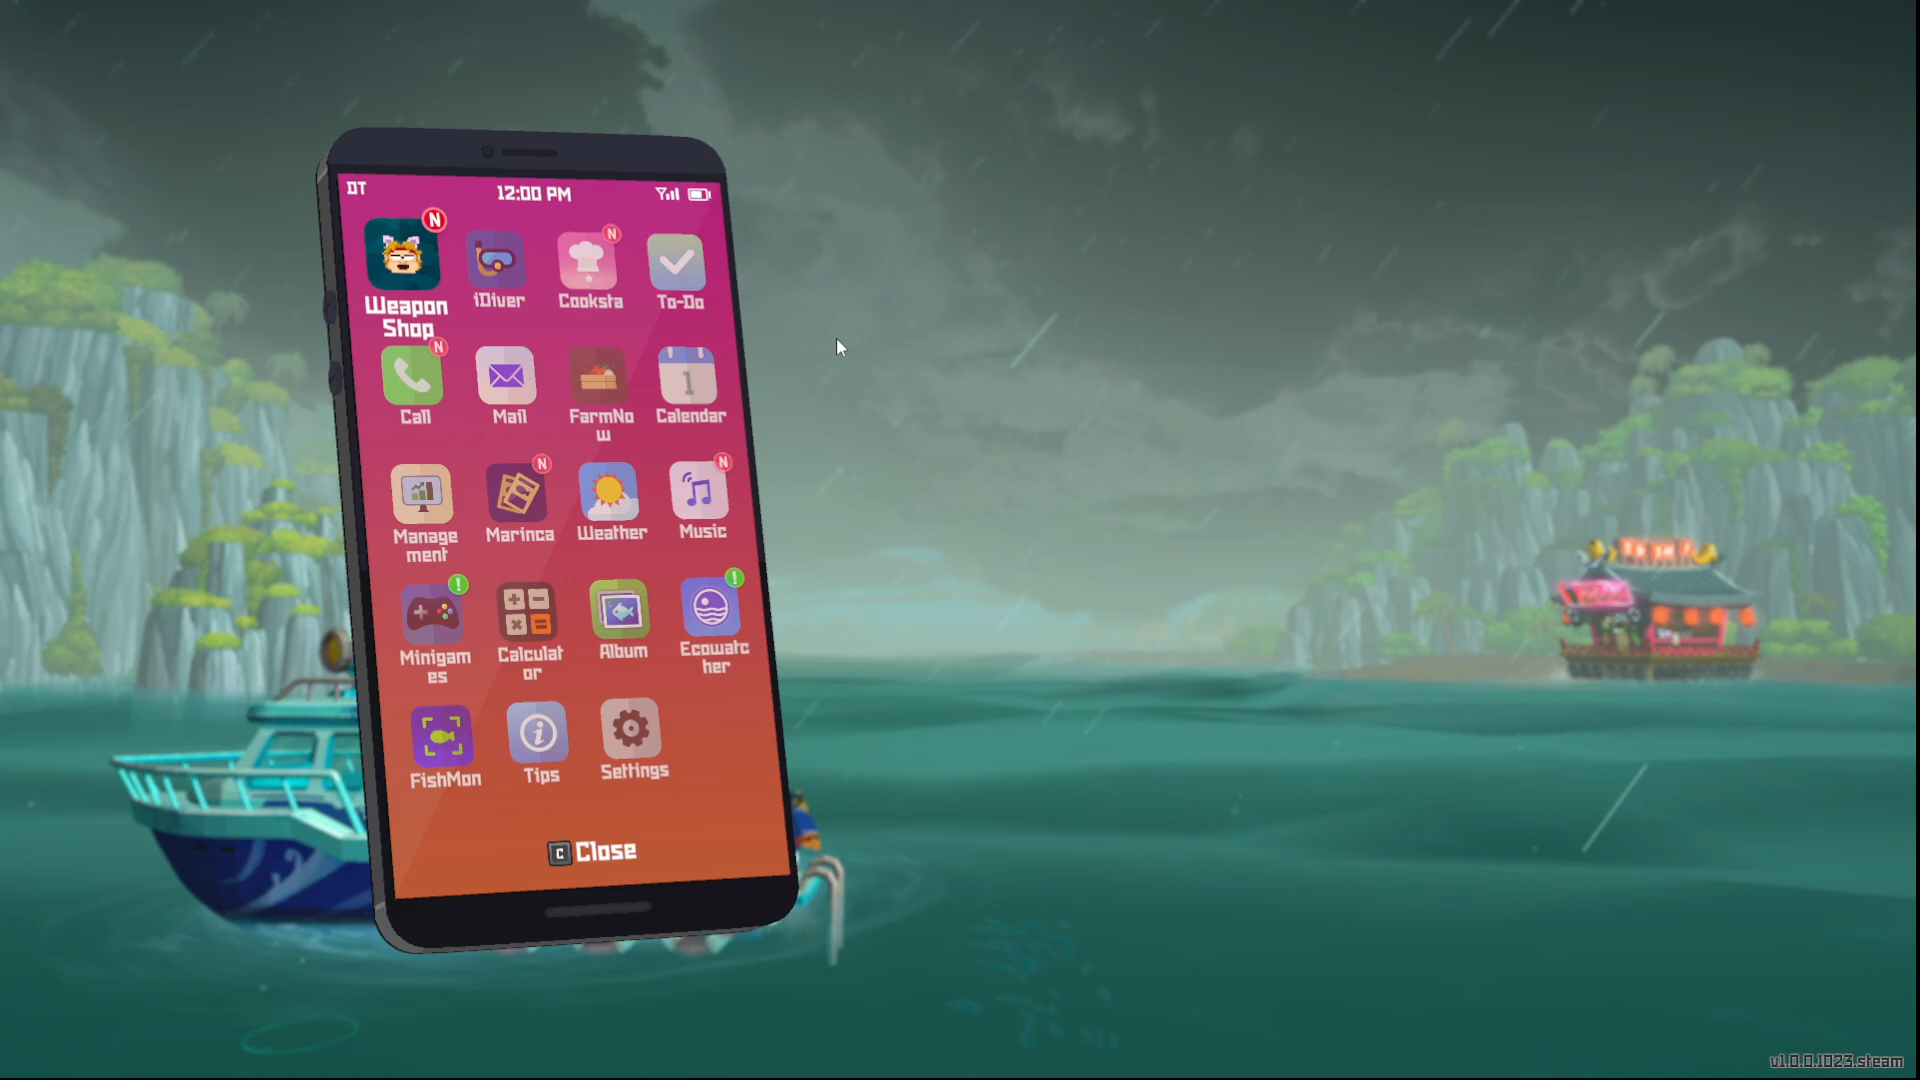 DT
12:00 PM
N
Weapon
Shop
iDiver
N
Cooksta
To-Do
N
Call
Mail
FarmNo
w
1
Calendar
Manage
ment
N
Marinca
Weather
N
Music
!
Minigam
es
Calculat
or
Album
!
Ecowatc
her
FishMon
i
Tips
Settings
C Close
v1.0.0.1023.steam